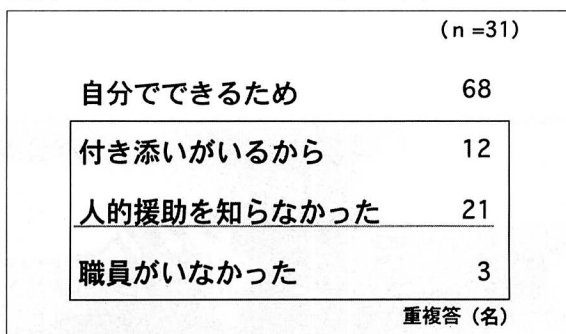 (n =31)
自分でできるため 68
付き添いがいるから 12
人的援助を知らなかった 21
職員がいなかった 3
重複答（名）